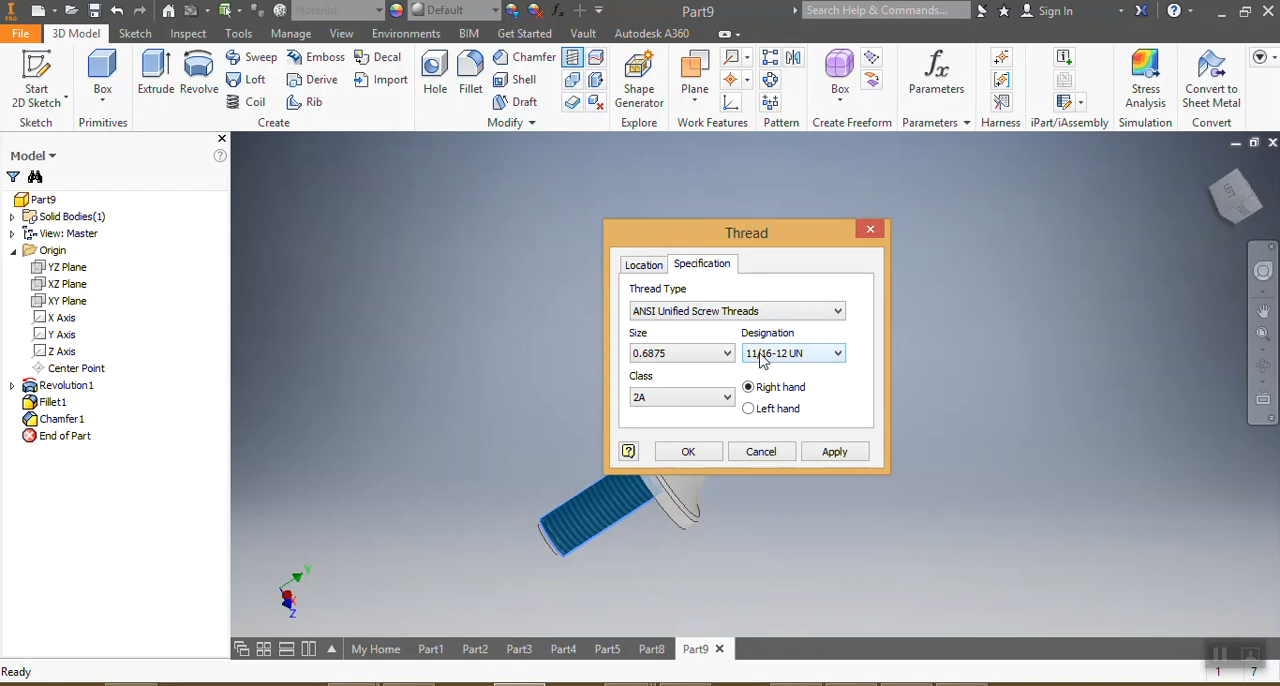 PRO
Material
Default
Part9
Search Help & Commands...
Sign In
File
3D Model
Sketch
Inspect
Tools
Manage
View
Environments
BIM
Get Started
Vault
Autodesk A360
Start
2D Sketch
Sketch
Box
Primitives
Extrude
Revolve
Sweep
Emboss
Decal
Loft
Derive
Import
Coil
Rib
Create
Hole
Fillet
Chamfer
Shell
Draft
Modify
Shape
Generator
Explore
Plane
Work Features
Pattern
Box
Create Freeform
Parameters
Parameters
Harness
iPart/iAssembly
Stress
Analysis
Simulation
Convert to
Sheet Metal
Convert
Model
Part9
Solid Bodies(1)
View: Master
Origin
YZ Plane
XZ Plane
XY Plane
X Axis
Y Axis
Z Axis
Center Point
Revolution1
Fillet1
Chamfer1
End of Part
LEFT
Thread
Location
Specification
Thread Type
ANSI Unified Screw Threads
Size
Designation
0.6875
11/16-12 UN
Class
2A
Right hand
Left hand
OK
Cancel
Apply
Y
X
Z
My Home
Part1
Part2
Part3
Part4
Part5
Part8
Part9
Ready
1
7